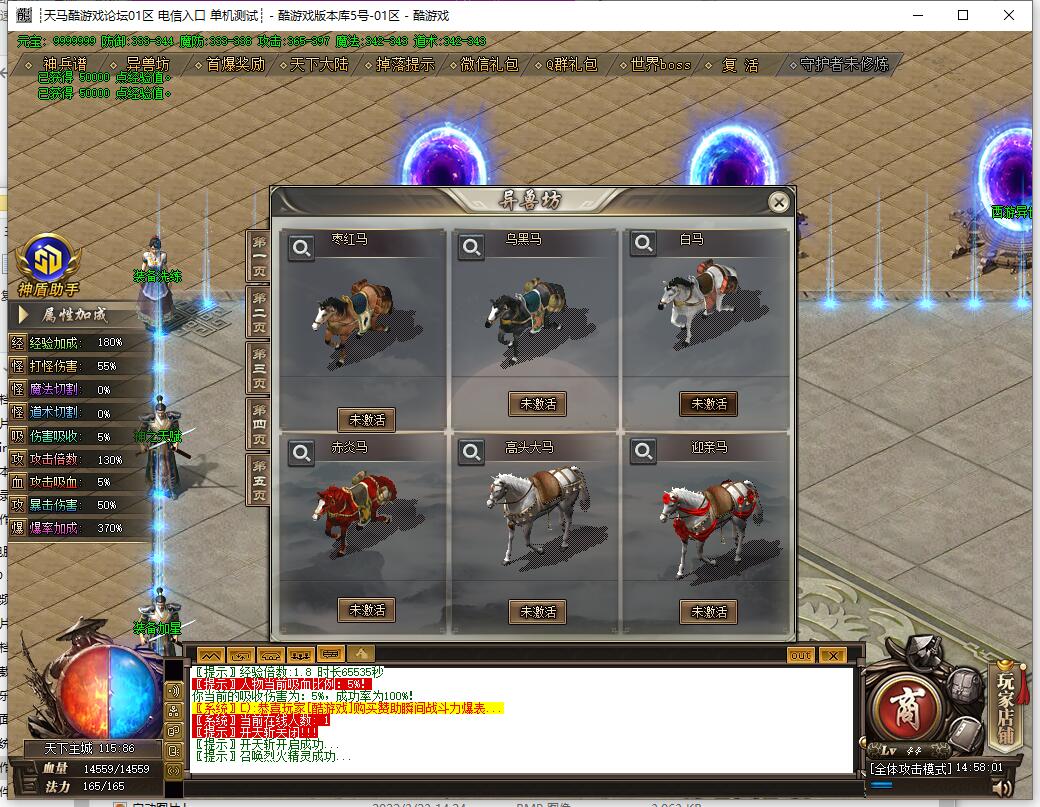 天马酷游戏论坛01区 电信入口 单机测试 - 酷游戏版本库5号-01区 - 酷游戏
元宝: 9999999 防御:333-344 魔防:333-338 攻击:365-397 魔法:342-343 道术:342-343
神兵谱 异兽坊 首爆奖励 天下大陆 掉落提示 微信礼包 Q群礼包 世界boss 复活 守护者未修炼
已获得 50000 点经验值。
已获得 50000 点经验值。
异兽坊
西游异
第一页
第二页
第三页
第四页
第五页
枣红马
乌黑马
白马
未激活
未激活
未激活
赤炎马
高头大马
迎亲马
未激活
未激活
未激活
装备洗练
神盾助手
属性加成
经 经验加成: 180%
怪 打怪伤害: 55%
怪 魔法切割: 0%
怪 道术切割: 0%
吸 伤害吸收: 5%
攻 攻击倍数: 130%
血 攻击吸血: 5%
攻 暴击伤害: 50%
爆 爆率加成: 370%
神之天赋
装备加星
OUT X
〖提示〗经验倍数:1.8 时长65535秒
〖提示〗人物当前吸血比例: 5%!
你当前的吸收伤害为: 5%, 成功率为100%!
〖系统〗L): 恭喜玩家[酷游戏]购买赞助瞬间战斗力爆表...
〖系统〗当前在线人数: 1
〖提示〗开天斩关闭!!!
〖提示〗开天斩开启成功...
〖提示〗召唤烈火精灵成功...
天下主城 115:86
血量 14559/14559
法力 165/165
商
玩家店铺
Lv 44
[全体攻击模式] 14:58:01